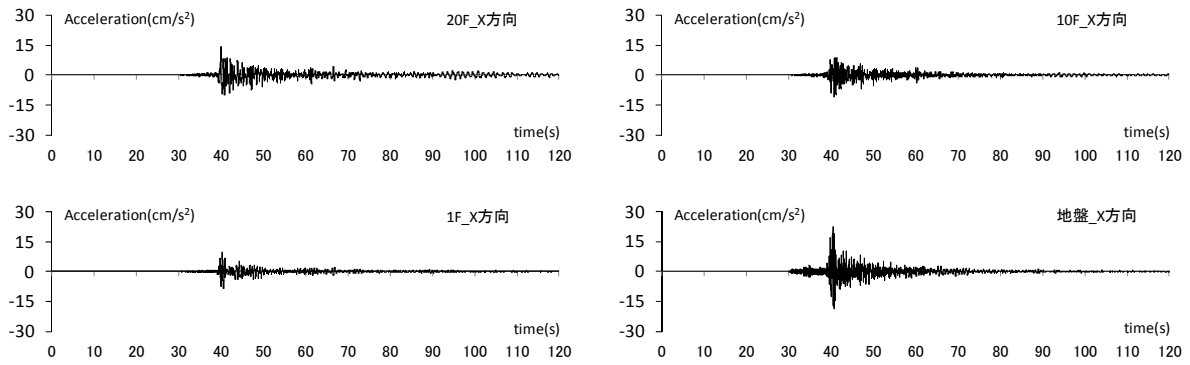 30 Acceleration(cm/s²) 20F_X方向
15
0
-15
-30 time(s)
0 10 20 30 40 50 60 70 80 90 100 110 120
30 Acceleration(cm/s²) 10F_X方向
15
0
-15
-30 time(s)
0 10 20 30 40 50 60 70 80 90 100 110 120
30 Acceleration(cm/s²) 1F_X方向
15
0
-15
-30 time(s)
0 10 20 30 40 50 60 70 80 90 100 110 120
30 Acceleration(cm/s²) 地盤_X方向
15
0
-15
-30 time(s)
0 10 20 30 40 50 60 70 80 90 100 110 120